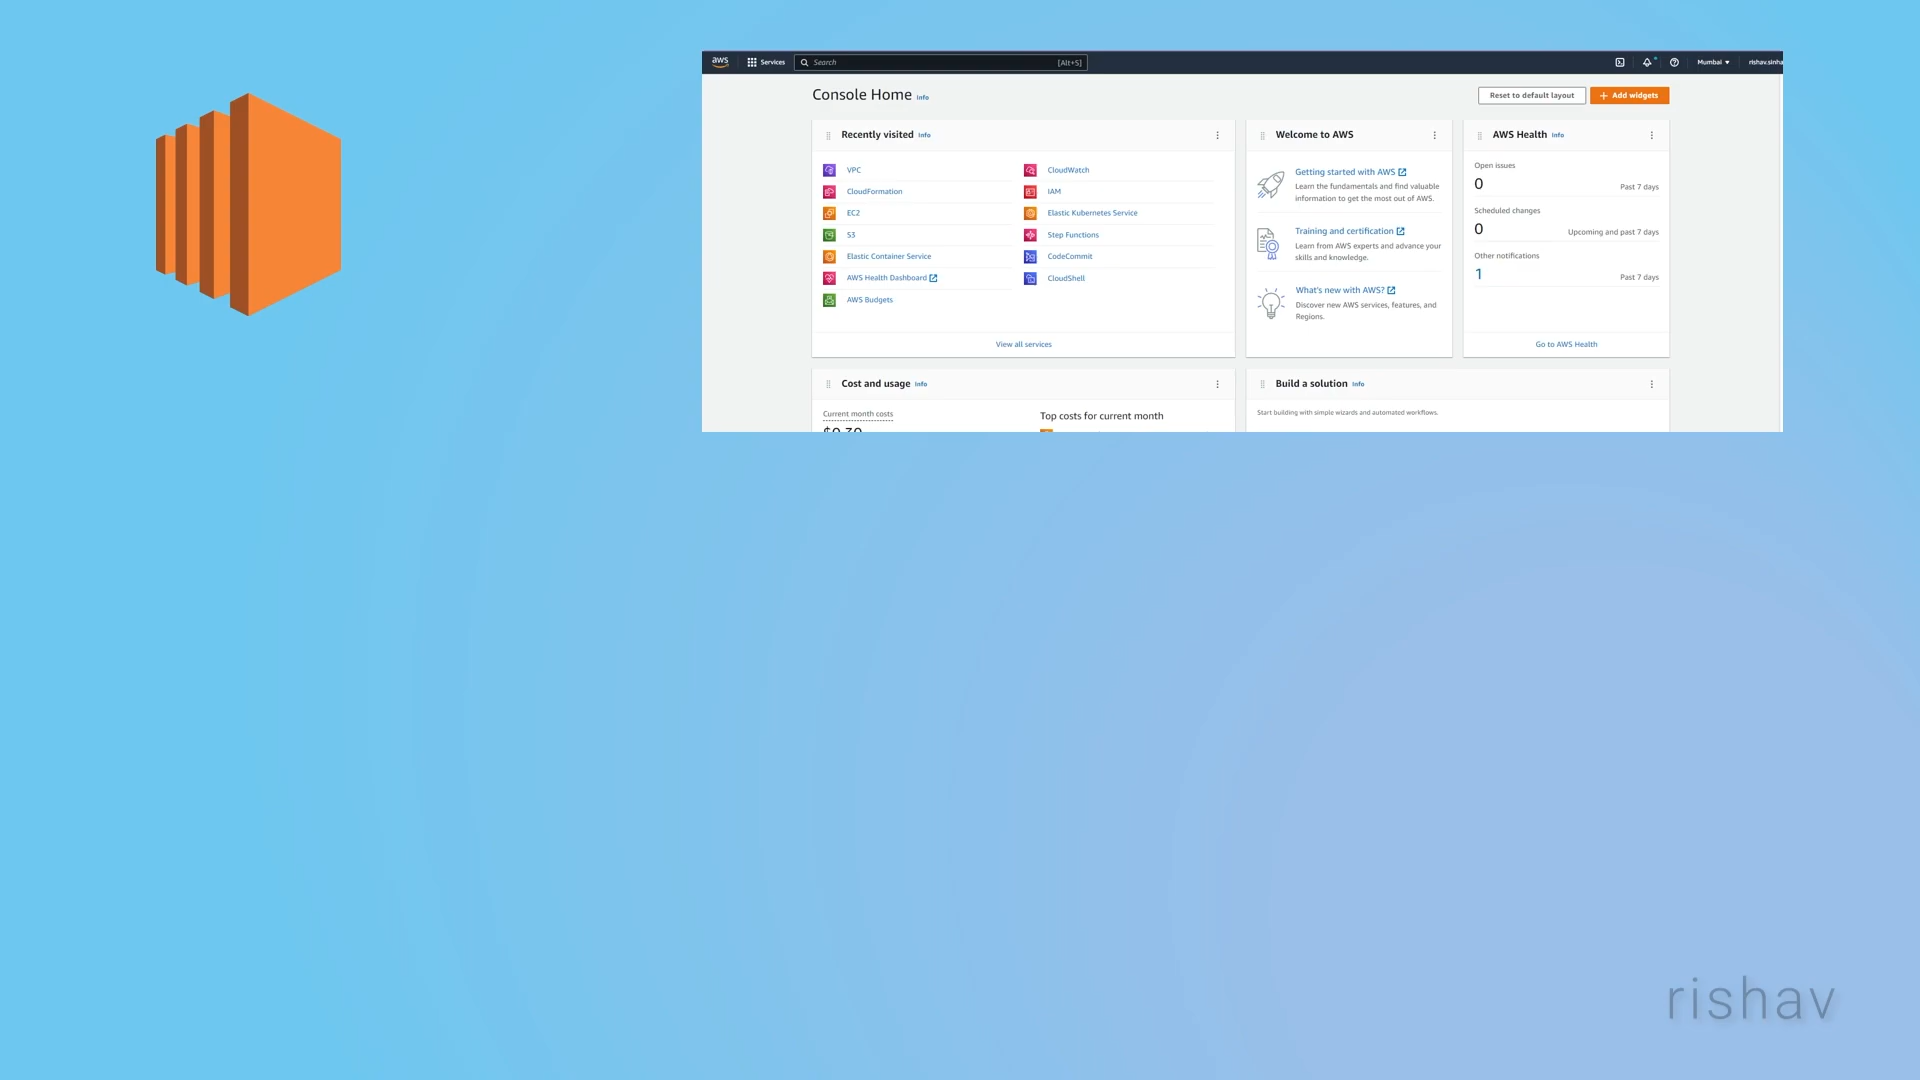 aws Services Search [Alt+S] Mumbai
Console Home Info Reset to default layout Add widgets
Recently visited Info
VPC
CloudFormation
EC2
S3
Elastic Container Service
AWS Health Dashboard
AWS Budgets
CloudWatch
IAM
Elastic Kubernetes Service
Step Functions
CodeCommit
CloudShell
View all services
Welcome to AWS
Getting started with AWS
Learn the fundamentals and find valuable
information to get the most out of AWS.
Training and certification
Learn from AWS experts and advance your
skills and knowledge.
What's new with AWS?
Discover new AWS services, features, and
Regions.
AWS Health Info
Open issues
0 Past 7 days
Scheduled changes
0 Upcoming and past 7 days
Other notifications
1 Past 7 days
Go to AWS Health
Cost and usage Info
Current month costs
Top costs for current month
Build a solution Info
Start building with simple wizards and automated workflows.
rishav